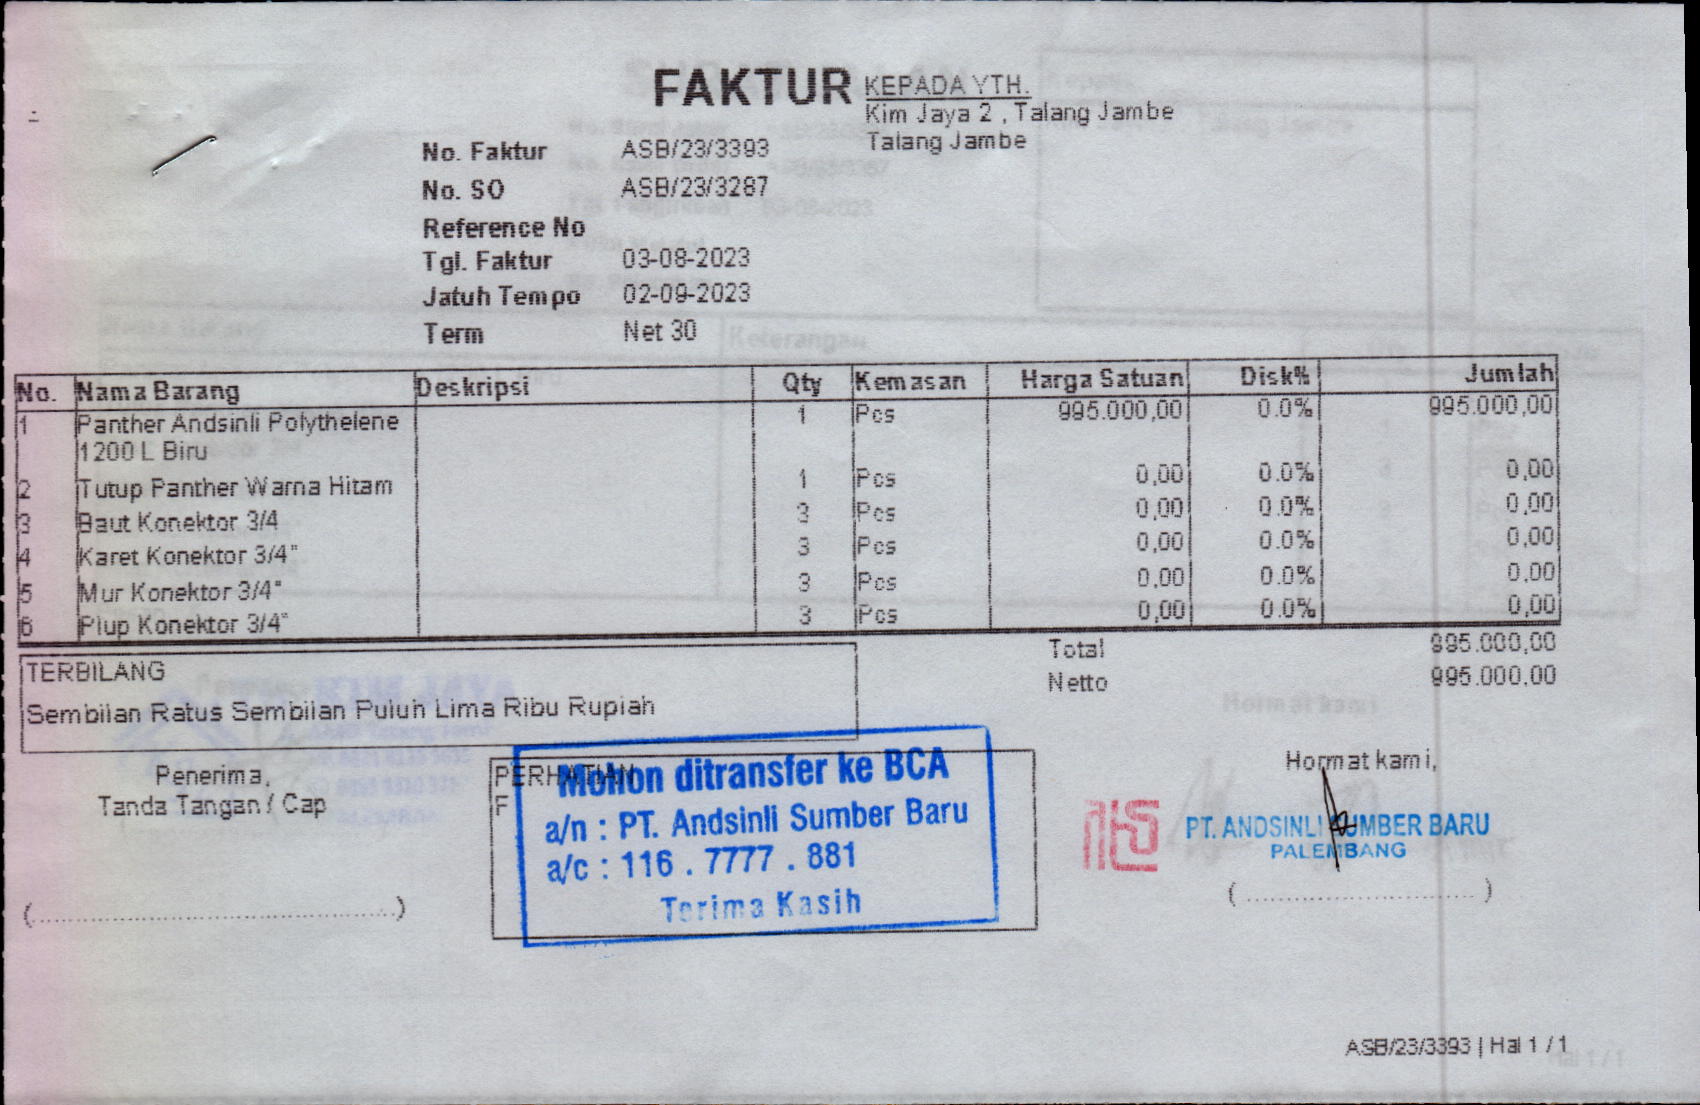 FAKTUR
KEPADA YTH.
Kim Jaya 2 , Talang Jambe
Talang Jambe
No. Faktur ASB/23/3393
No. SO ASB/23/3287
Reference No
Tgl. Faktur 03-08-2023
Jatuh Tempo 02-09-2023
Term Net 30
No. Nama Barang Deskripsi Qty Kemasan Harga Satuan Disk% Jumlah
1 Panther Andsinli Polythelene 1 Pcs 995.000,00 0.0% 995.000,00
1200 L Biru
2 Tutup Panther Warna Hitam 1 Pcs 0,00 0.0% 0,00
3 Baut Konektor 3/4 3 Pcs 0,00 0.0% 0,00
4 Karet Konektor 3/4" 3 Pcs 0,00 0.0% 0,00
5 Mur Konektor 3/4" 3 Pcs 0,00 0.0% 0,00
6 Plup Konektor 3/4" 3 Pcs 0,00 0.0% 0,00
Total 995.000,00
Netto 995.000,00
TERBILANG
Sembilan Ratus Sembilan Puluh Lima Ribu Rupiah
Penerima,
Tanda Tangan / Cap
(........................................)
PERHATIAN
F
Mohon ditransfer ke BCA
a/n : PT. Andsinli Sumber Baru
a/c : 116 . 7777 . 881
Terima Kasih
Hormat kami,
PT. ANDSINLI SUMBER BARU
PALEMBANG
(............................)
ASB/23/3393 | Hal 1 / 1